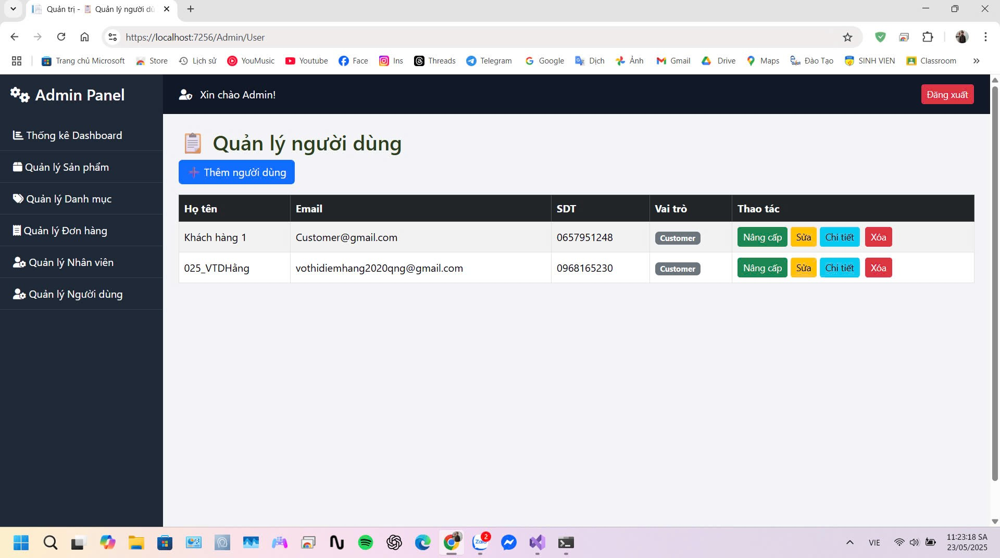 Quản trị - 📋 Quản lý người dù
https://localhost:7256/Admin/User
Trang chủ Microsoft Store Lịch sử YouMusic Youtube Face Ins Threads Telegram Google Dịch Ảnh Gmail Drive Maps Đào Tạo SINH VIEN Classroom
Admin Panel
Xin chào Admin!
Đăng xuất
Thống kê Dashboard
Quản lý Sản phẩm
Quản lý Danh mục
Quản lý Đơn hàng
Quản lý Nhân viên
Quản lý Người dùng
📋 Quản lý người dùng
➕ Thêm người dùng
Họ tên Email SDT Vai trò Thao tác
Khách hàng 1 Customer@gmail.com 0657951248 Customer Nâng cấp Sửa Chi tiết Xóa
025_VTDHằng vothidiemhang2020qng@gmail.com 0968165230 Customer Nâng cấp Sửa Chi tiết Xóa
Zalo 2
VIE
11:23:18 SA
23/05/2025